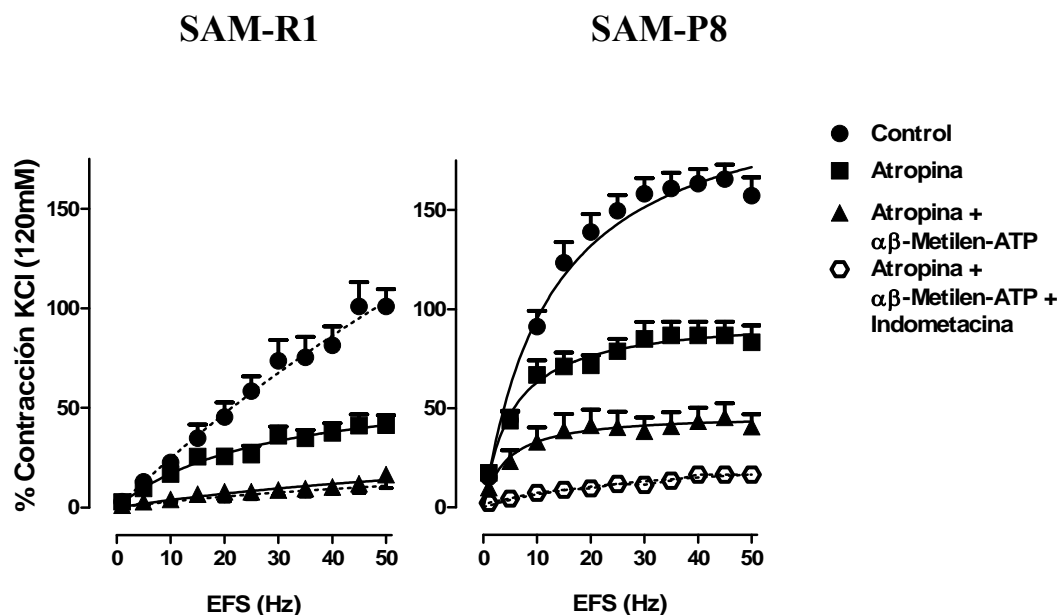 SAM-R1
SAM-P8
% Contracción KCl (120mM)
150
100
50
0
0 10 20 30 40 50
EFS (Hz)
150
100
50
0
0 10 20 30 40 50
EFS (Hz)
Control
Atropina
Atropina +
αβ-Metilen-ATP
Atropina +
αβ-Metilen-ATP +
Indometacina